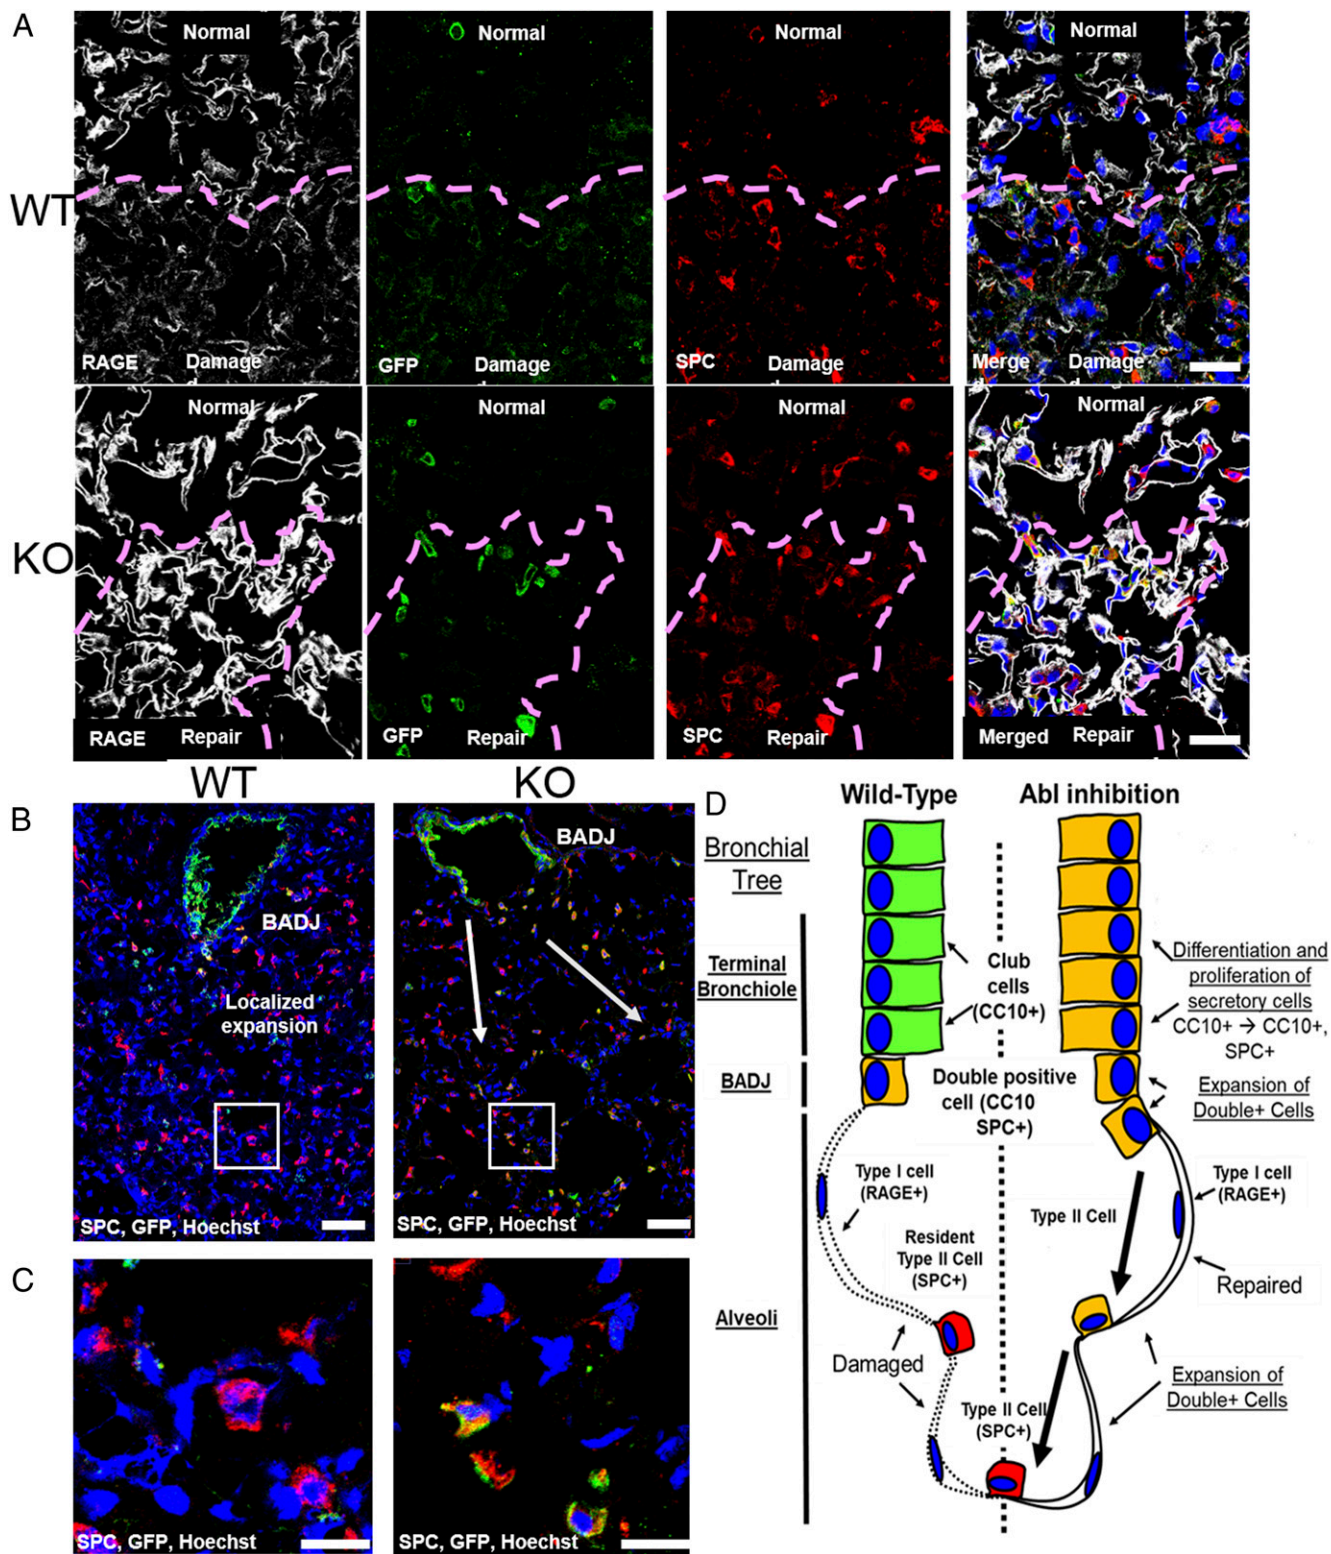 A
Normal
Normal
Normal
Normal
WT
RAGE
Damage
GFP
Damage
SPC
Damage
Merge
Damage
d
d
Normal
Normal
Normal
Normal
KO
RAGE
Repair
GFP
Repair
SPC
Repair
Merged
Repair
WT
KO
B
BADJ
Localized
expansion
SPC, GFP, Hoechst
BADJ
SPC, GFP, Hoechst
C
SPC, GFP, Hoechst
SPC, GFP, Hoechst
D
Wild-Type
Abl inhibition
Bronchial
Tree
Terminal
Bronchiole
Club
cells
(CC10+)
Differentiation and
proliferation of
secretory cells
CC10+ → CC10+,
SPC+
BADJ
Double positive
cell (CC10
SPC+)
Expansion of
Double+ Cells
Type I cell
(RAGE+)
Type II Cell
Type I cell
(RAGE+)
Resident
Type II Cell
(SPC+)
Repaired
Alveoli
Damaged
Expansion of
Double+ Cells
Type II Cell
(SPC+)